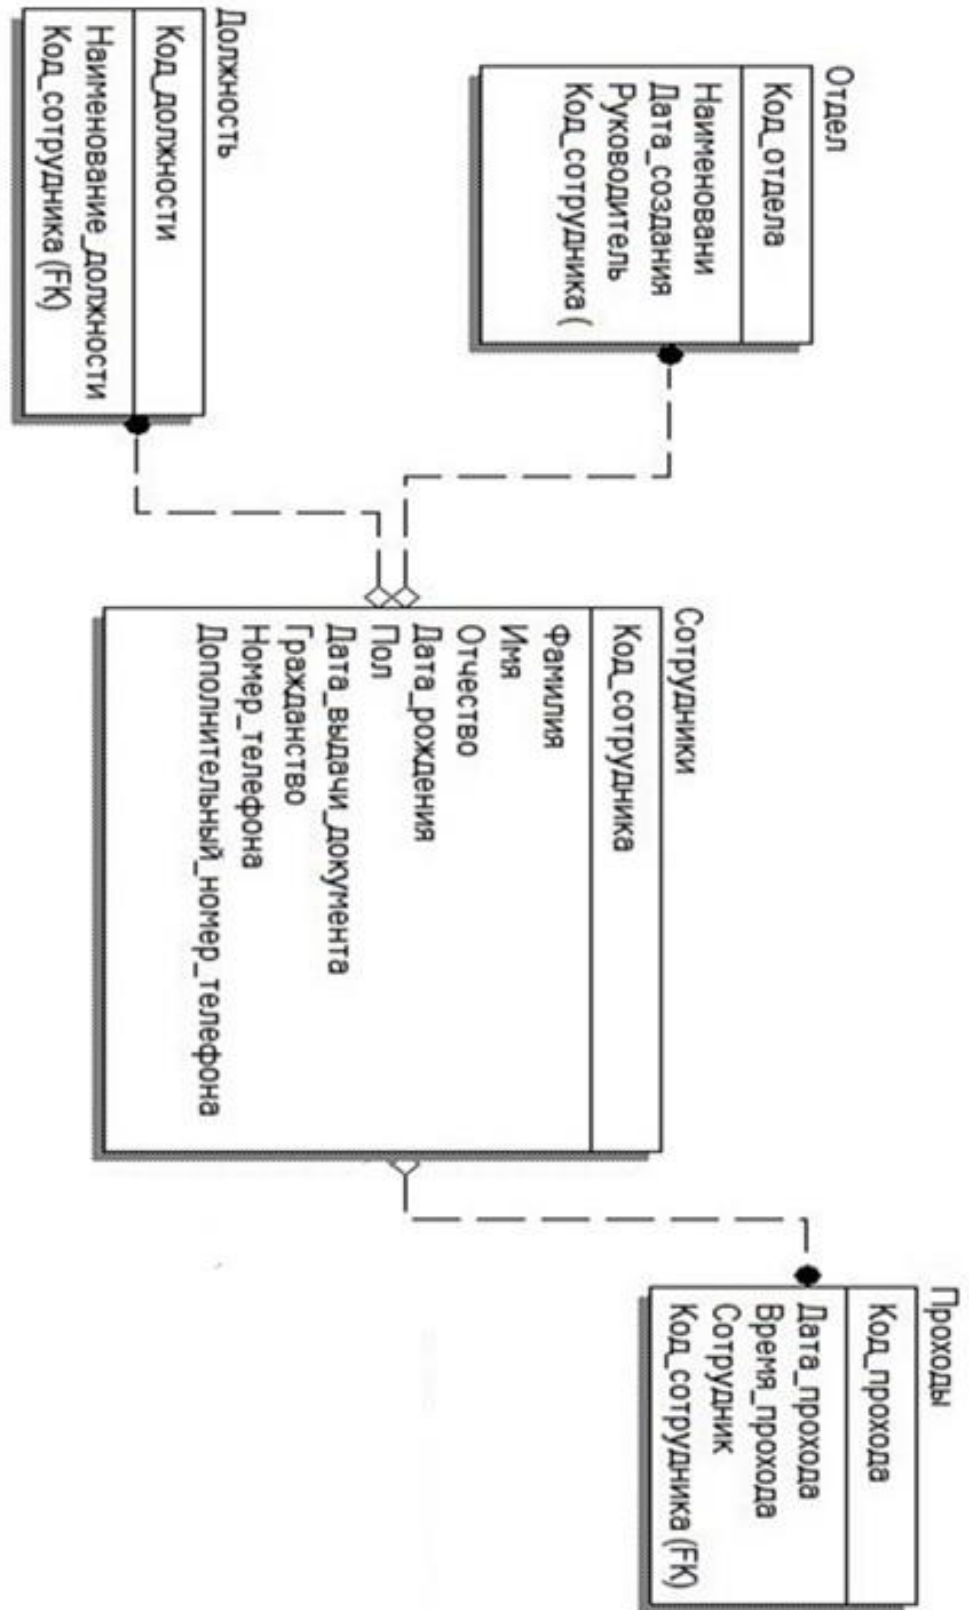 Отдел
Код_отдела
Наименовани
Дата_создания
Руководитель
Код_сотрудника (
Должность
Код_должности
Наименование_должности
Код_сотрудника (FK)
Сотрудники
Код_сотрудника
Фамилия
Имя
Отчество
Дата_рождения
Пол
Дата_выдачи_документа
Гражданство
Номер_телефона
Дополнительный_номер_телефона
Проходы
Код_прохода
Дата_прохода
Время_прохода
Сотрудник
Код_сотрудника (FK)